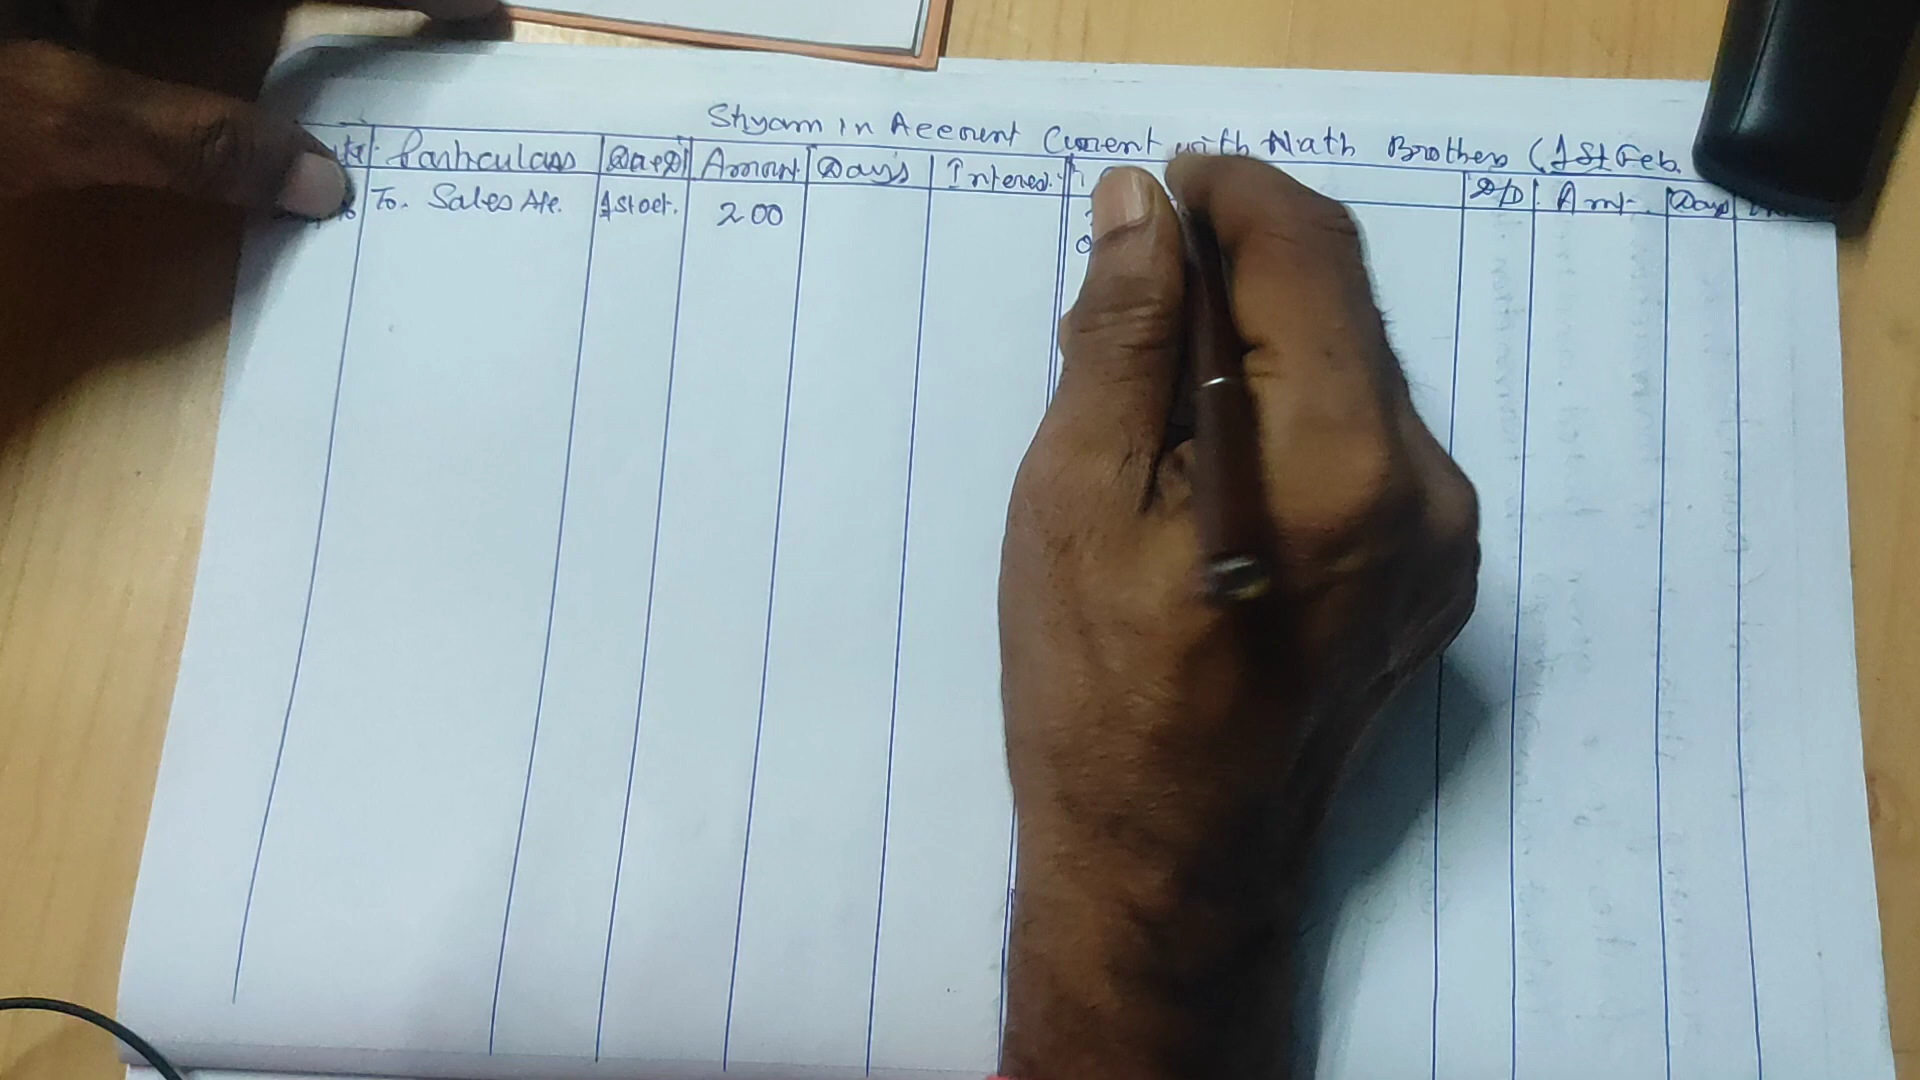 Shyam in Account Current with Nath Brothers (1st Feb.
Particulars Due D Amount Days Interest D/D Amt. Days
To. Sales A/c. 1st oct. 200